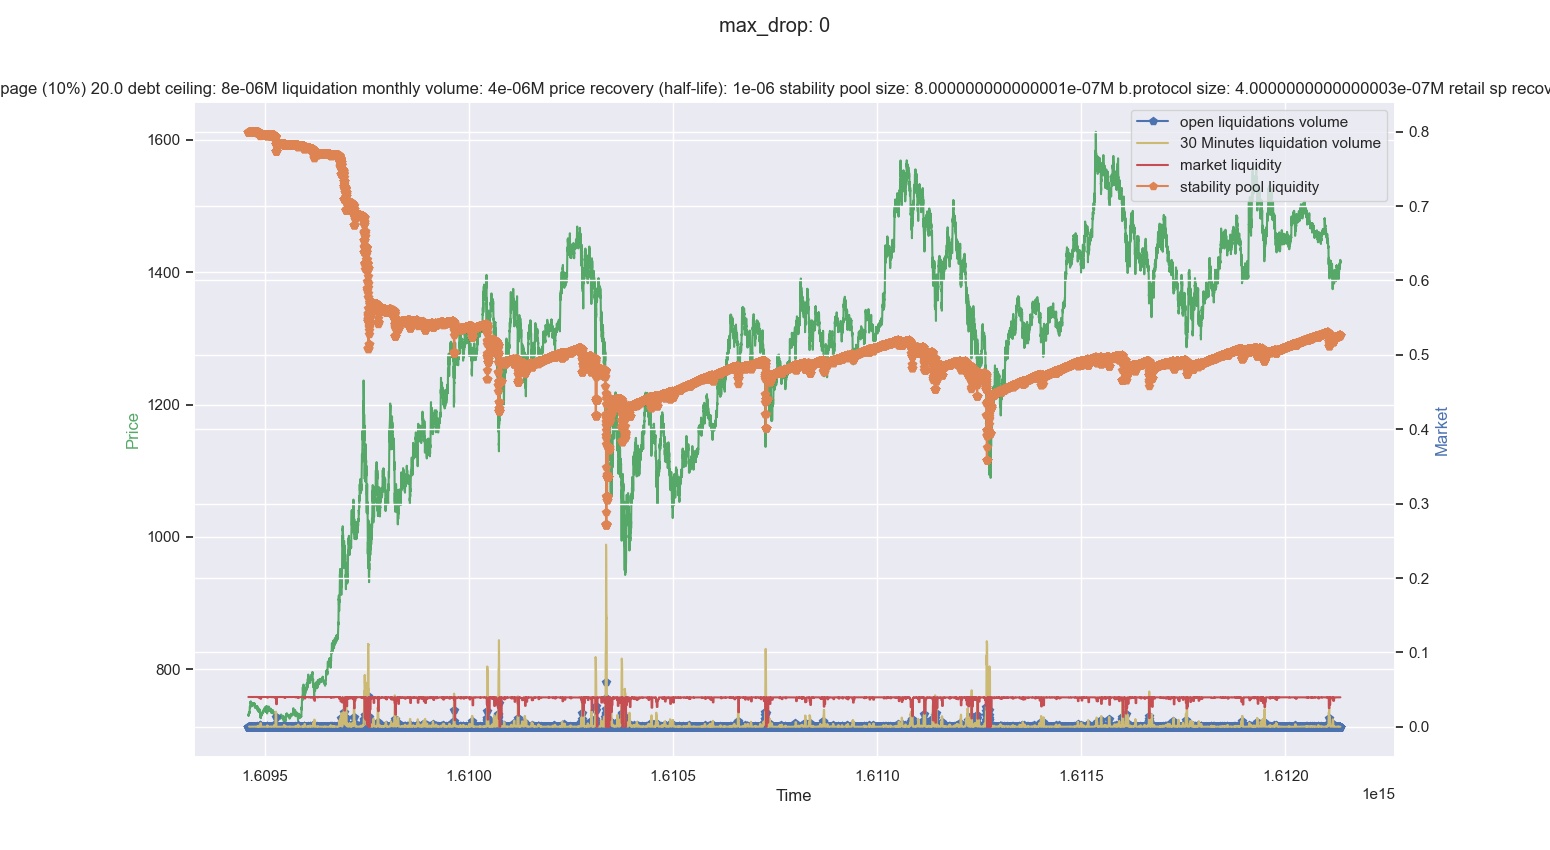 max_drop: 0
page (10%) 20.0 debt ceiling: 8e-06M liquidation monthly volume: 4e-06M price recovery (half-life): 1e-06 stability pool size: 8.000000000000001e-07M b.protocol size: 4.0000000000000003e-07M retail sp recov
open liquidations volume
30 Minutes liquidation volume
market liquidity
stability pool liquidity
1600
1400
1200
1000
800
Price
0.8
0.7
0.6
0.5
0.4
0.3
0.2
0.1
0.0
Market
1.6095 1.6100 1.6105 1.6110 1.6115 1.6120
Time
1e15